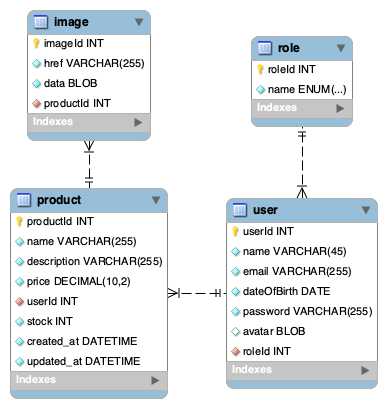 image
imageId INT
href VARCHAR(255)
data BLOB
productId INT
Indexes
role
roleId INT
name ENUM(...)
Indexes
product
productId INT
name VARCHAR(255)
description VARCHAR(255)
price DECIMAL(10,2)
userId INT
stock INT
created_at DATETIME
updated_at DATETIME
Indexes
user
userId INT
name VARCHAR(45)
email VARCHAR(255)
dateOfBirth DATE
password VARCHAR(255)
avatar BLOB
roleId INT
Indexes